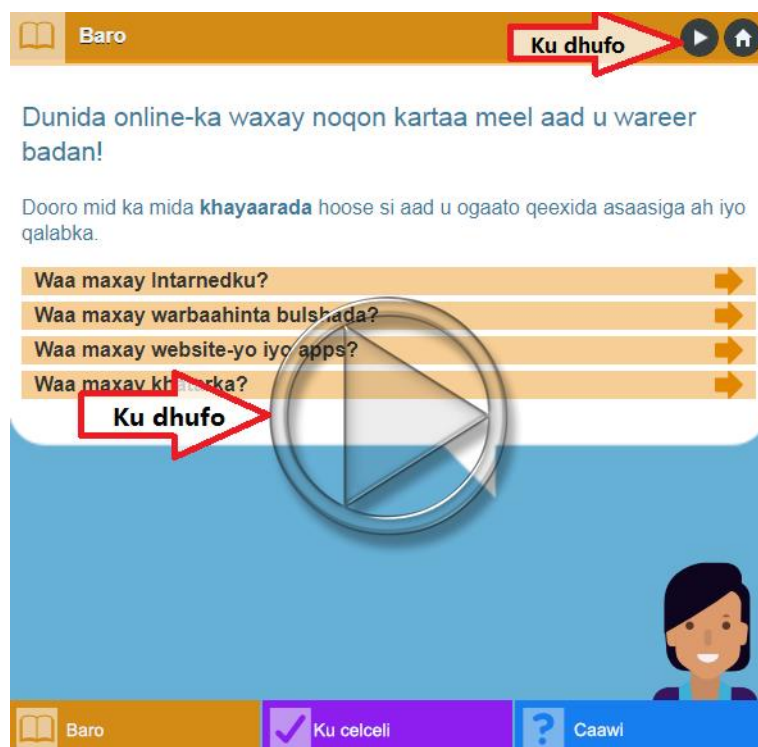 Baro
Ku dhufo
Dunida online-ka waxay noqon kartaa meel aad u wareer
badan!
Dooro mid ka mida khayaarada hoose si aad u ogaato qeexida asaasiga ah iyo
qalabka.
Waa maxay Intarnedku?
Waa maxay warbaahinta bulshada?
Waa maxay website-yo iyo apps?
Waa maxay khatarka?
Ku dhufo
Baro
Ku celceli
? Caawi